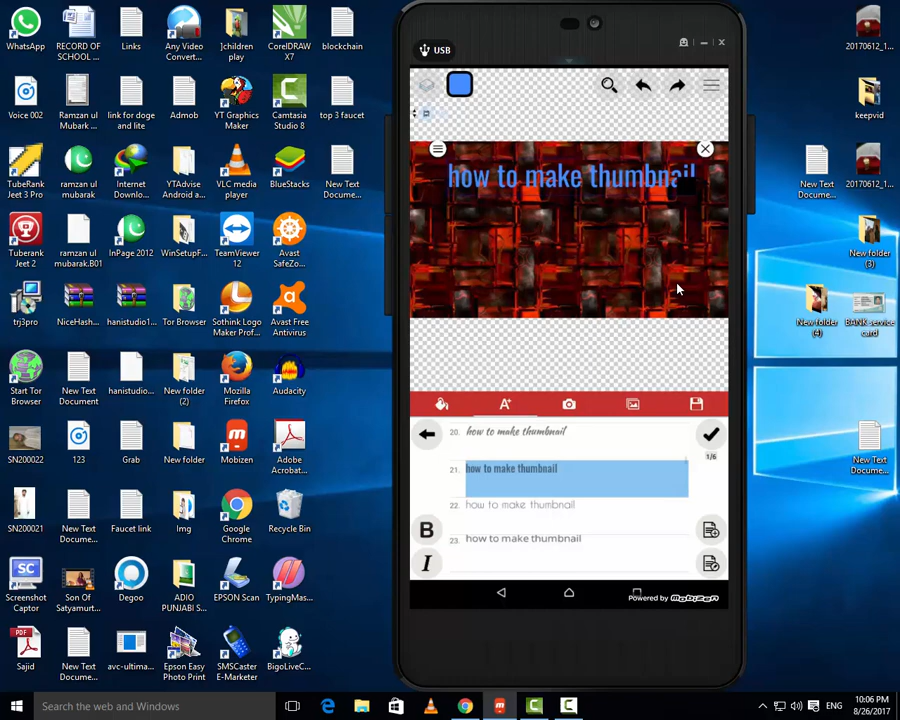 WhatsApp
RECORD OF SCHOOL ...
Links
Any Video Convert...
]children play
CorelDRAW X7
blockchain
Voice 002
Ramzan ul Mubark ...
link for doge and lite
Admob
YT Graphics Maker
Camtasia Studio 8
top 3 faucet
TubeRank Jeet 3 Pro
ramzan ul mubarak
Internet Downlo...
YTAdvise Android a...
VLC media player
BlueStacks
New Text Docume...
Tuberank Jeet 2
ramzan ul mubarak.B01
InPage 2012
WinSetupF...
TeamViewer 12
Avast SafeZo...
trj3pro
NiceHash...
hanistudio1...
Tor Browser
Sothink Logo Maker Prof...
Avast Free Antivirus
Start Tor Browser
New Text Document
hanistudio...
New folder (2)
Mozilla Firefox
Audacity
SN200022
123
Grab
New folder
Mobizen
Adobe Acrobat...
SN200021
New Text Docume...
Faucet link
Img
Google Chrome
Recycle Bin
SC
Screenshot Captor
Son Of Satyamurt...
Degoo
ADIO PUNJABI S...
EPSON Scan
TypingMas...
PDF
Sajid
New Text Docume...
avc-ultima...
Epson Easy Photo Print
SMSCaster E-Marketer
BigoLiveC...
USB
how to make thumbnail
20. how to make thumbnail
21. how to make thumbnail
22. how to make thumbnail
23. how to make thumbnail
1/6
B
I
Powered by mobizen
20170612_1...
keepvid
New Text Docume...
20170612_1...
New folder (3)
New folder (4)
BANK service card
New Text Docume...
Search the web and Windows
ENG
10:06 PM
8/26/2017